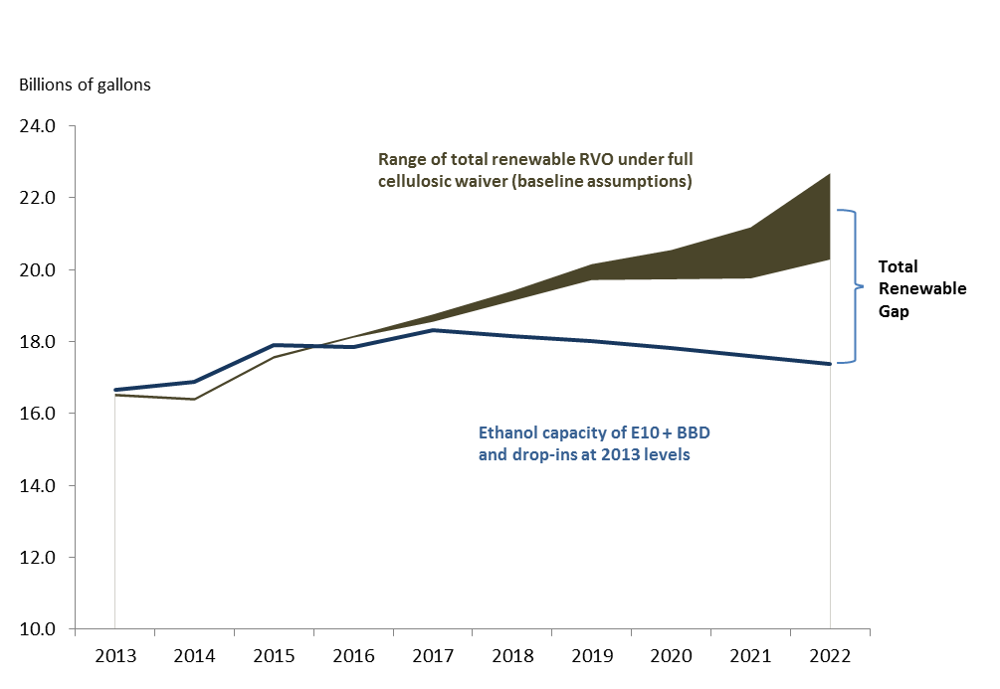 Billions of gallons
24.0
22.0
20.0
18.0
16.0
14.0
12.0
10.0
Range of total renewable RVO under full
cellulosic waiver (baseline assumptions)
Total
Renewable
Gap
Ethanol capacity of E10 + BBD
and drop-ins at 2013 levels
2013 2014 2015 2016 2017 2018 2019 2020 2021 2022